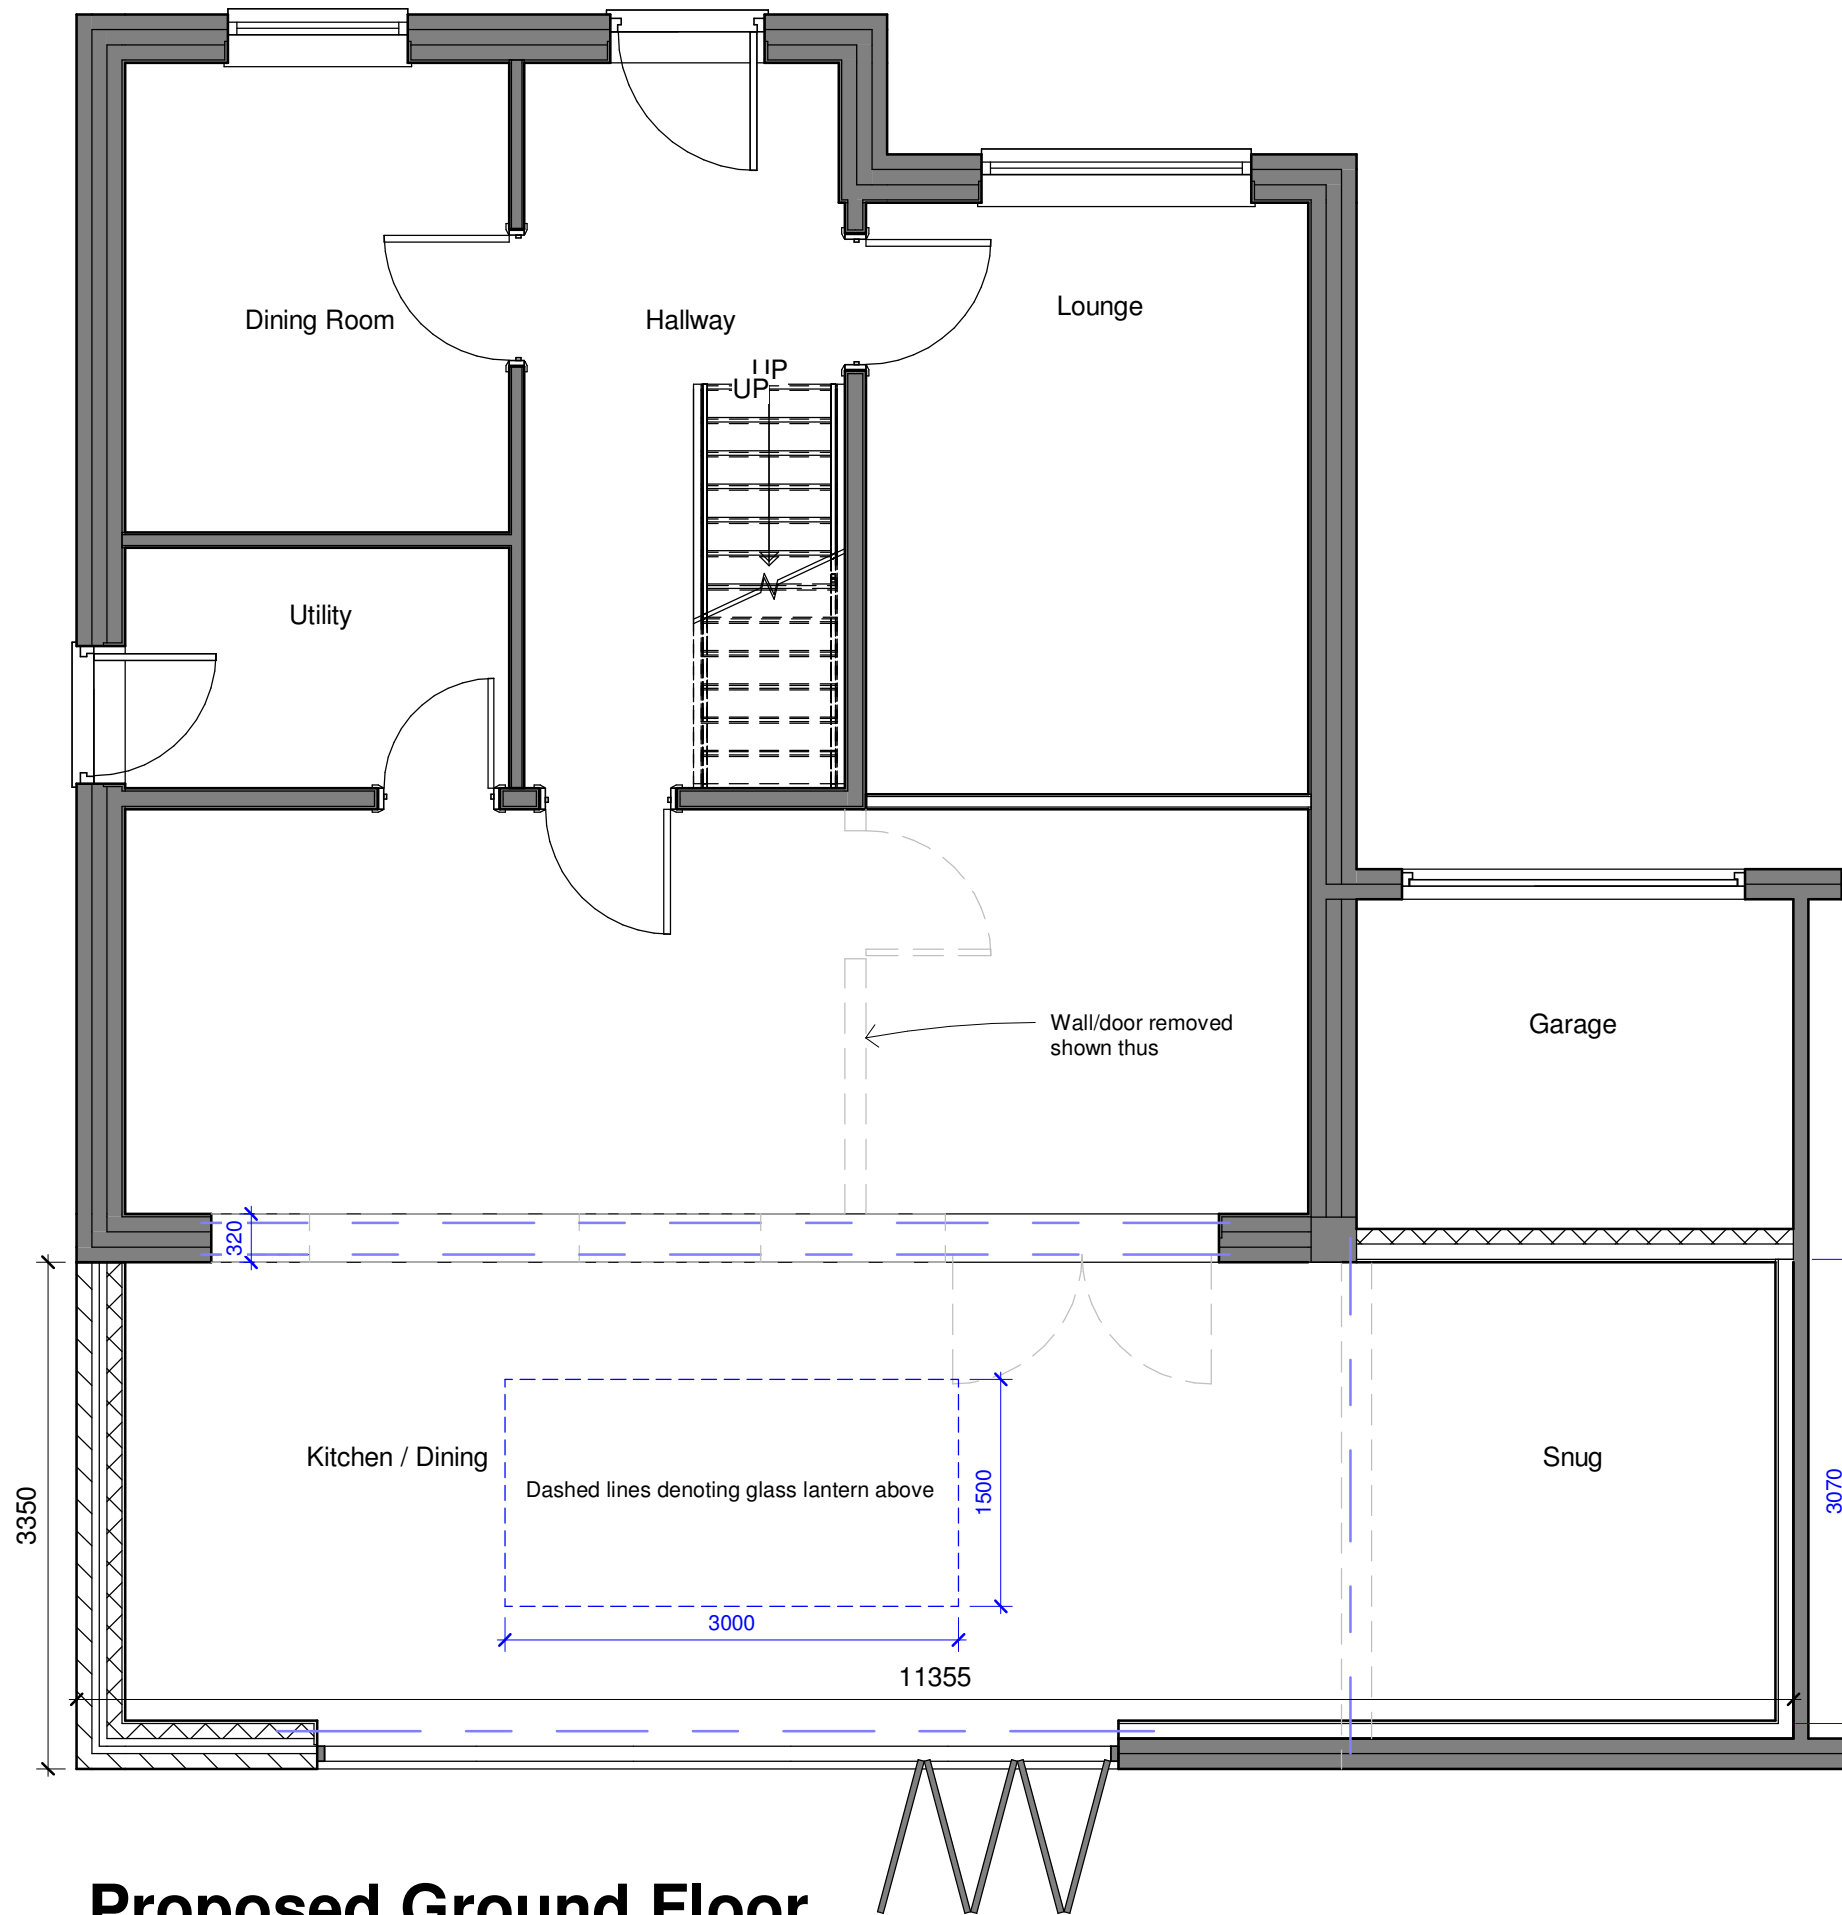 Dining Room
Hallway
Lounge
UP
UP
Utility
Wall/door removed
shown thus
Garage
320
Kitchen / Dining
Dashed lines denoting glass lantern above
1500
Snug
3350
3070
3000
11355
Proposed Ground Floor